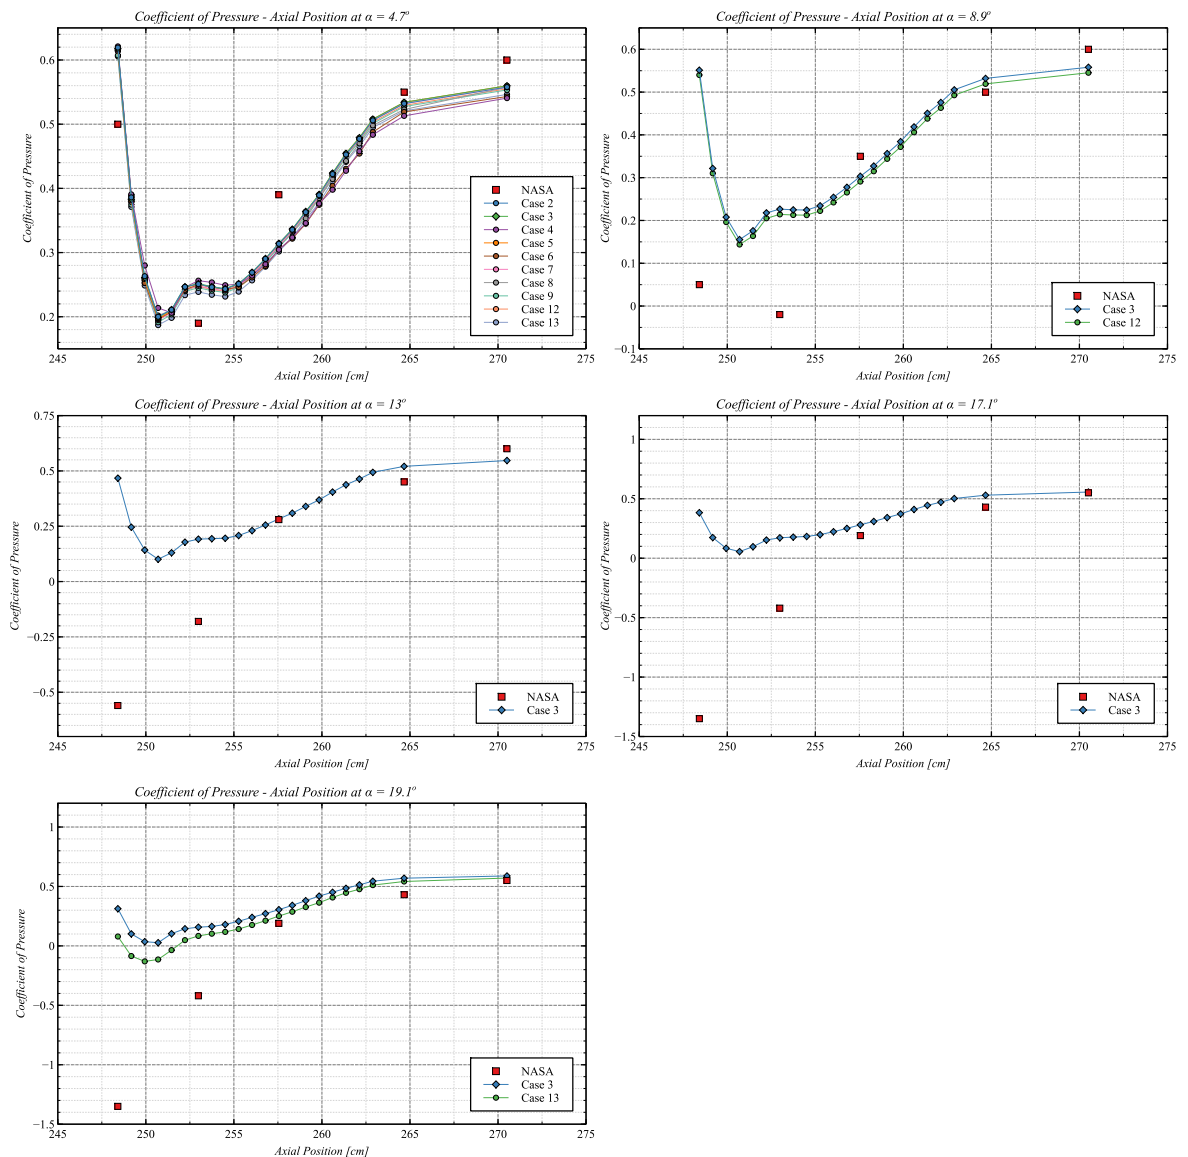 Coefficient of Pressure - Axial Position at α = 4.7°
Coefficient of Pressure
0.6
0.5
0.4
0.3
0.2
NASA
Case 2
Case 3
Case 4
Case 5
Case 6
Case 7
Case 8
Case 9
Case 12
Case 13
245 250 255 260 265 270 275
Axial Position [cm]
Coefficient of Pressure - Axial Position at α = 8.9°
Coefficient of Pressure
0.6
0.5
0.4
0.3
0.2
0.1
0
−0.1
NASA
Case 3
Case 12
245 250 255 260 265 270 275
Axial Position [cm]
Coefficient of Pressure - Axial Position at α = 13°
Coefficient of Pressure
0.75
0.5
0.25
0
−0.25
−0.5
NASA
Case 3
245 250 255 260 265 270 275
Axial Position [cm]
Coefficient of Pressure - Axial Position at α = 17.1°
Coefficient of Pressure
1
0.5
0
−0.5
−1
−1.5
NASA
Case 3
245 250 255 260 265 270 275
Axial Position [cm]
Coefficient of Pressure - Axial Position at α = 19.1°
Coefficient of Pressure
1
0.5
0
−0.5
−1
−1.5
NASA
Case 3
Case 13
245 250 255 260 265 270 275
Axial Position [cm]